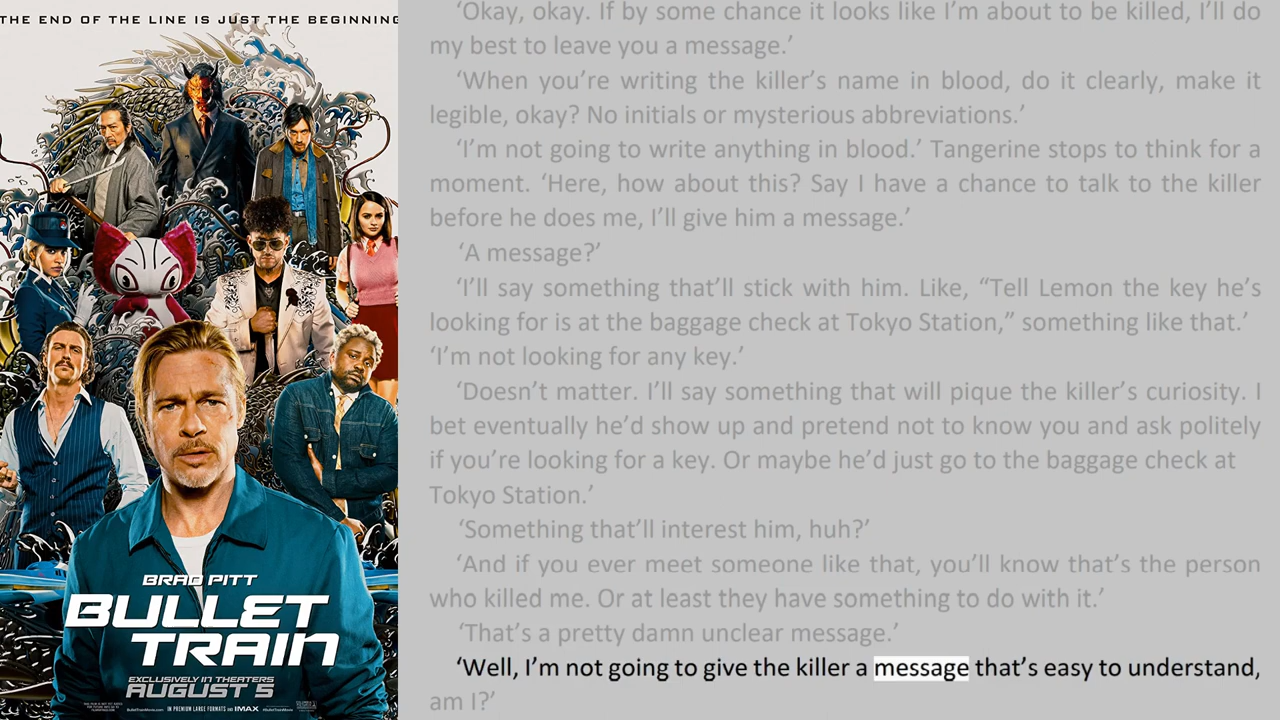 THE END OF THE LINE IS JUST THE BEGINNING
BRAD PITT
BULLET
TRAIN
EXCLUSIVELY IN THEATERS
AUGUST 5
BulletTrainMovie.com IN PREMIUM LARGE FORMATS AND IMAX #BulletTrainMovie
‘Okay, okay. If by some chance it looks like I’m about to be killed, I’ll do
my best to leave you a message.’
‘When you’re writing the killer’s name in blood, do it clearly, make it
legible, okay? No initials or mysterious abbreviations.’
‘I’m not going to write anything in blood.’ Tangerine stops to think for a
moment. ‘Here, how about this? Say I have a chance to talk to the killer
before he does me, I’ll give him a message.’
‘A message?’
‘I’ll say something that’ll stick with him. Like, “Tell Lemon the key he’s
looking for is at the baggage check at Tokyo Station,” something like that.’
‘I’m not looking for any key.’
‘Doesn’t matter. I’ll say something that will pique the killer’s curiosity. I
bet eventually he’d show up and pretend not to know you and ask politely
if you’re looking for a key. Or maybe he’d just go to the baggage check at
Tokyo Station.’
‘Something that’ll interest him, huh?’
‘And if you ever meet someone like that, you’ll know that’s the person
who killed me. Or at least they have something to do with it.’
‘That’s a pretty damn unclear message.’
‘Well, I’m not going to give the killer a message that’s easy to understand,
am I?’